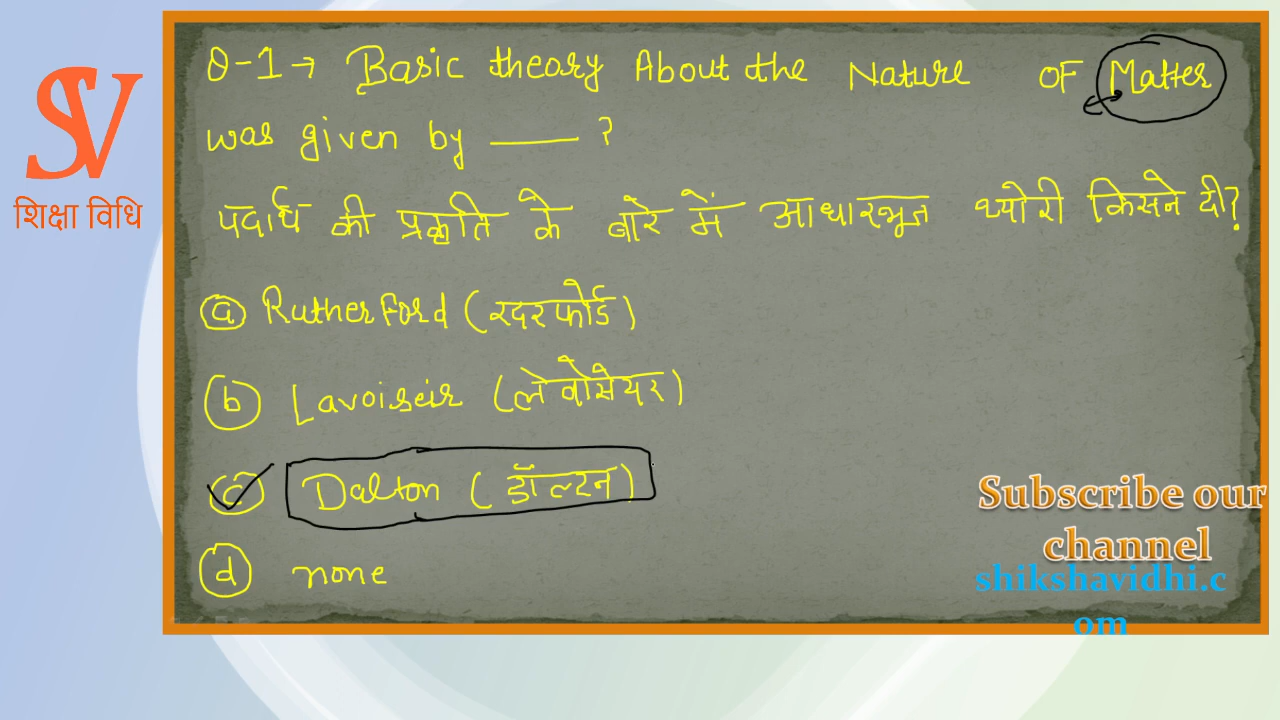 SV
शिक्षा विधि
Q-1 → Basic theory About the Nature OF Matter
was given by ___ ?
पदार्थ की प्रकृति के बारे में आधारभूत थ्योरी किसने दी?
(a) RutherFord (रदरफोर्ड)
(b) Lavoiseir (लेवोसियर)
(c) Dalton (डॉल्टन)
(d) none
Subscribe our
channel
shikshavidhi.c
om